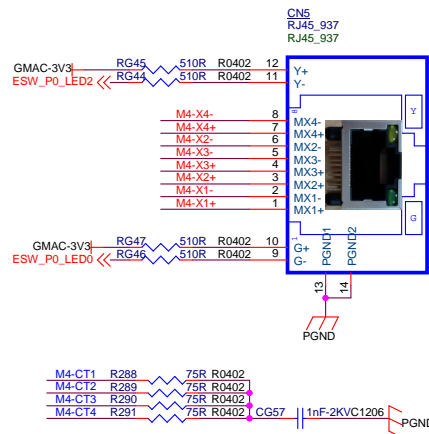 CN5
RJ45_937
RJ45_937
GMAC-3V3 RG45 510R R0402 12 Y+
ESW_P0_LED2 RG44 510R R0402 11 Y-
M4-X4- 8 MX4-
M4-X4+ 7 MX4+
M4-X2- 6 MX2-
M4-X3- 5 MX3-
M4-X3+ 4 MX3+
M4-X2+ 3 MX2+
M4-X1- 2 MX1-
M4-X1+ 1 MX1+
8
Y
G
1
GMAC-3V3 RG47 510R R0402 10 G+
ESW_P0_LED0 RG46 510R R0402 9 G-
PGND1 PGND2
13 14
PGND
M4-CT1 R288 75R R0402
M4-CT2 R289 75R R0402
M4-CT3 R290 75R R0402
M4-CT4 R291 75R R0402 CG57 1nF-2KVC1206
PGND